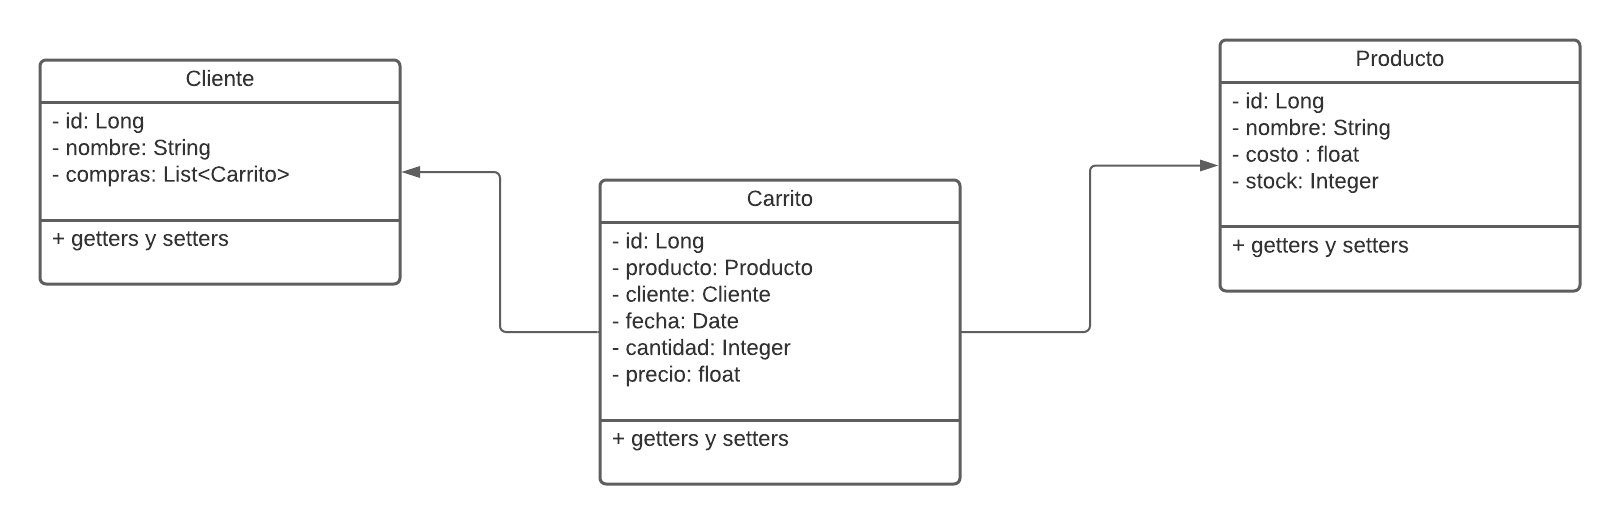 Cliente
- id: Long
- nombre: String
- compras: List<Carrito>
+ getters y setters
Carrito
- id: Long
- producto: Producto
- cliente: Cliente
- fecha: Date
- cantidad: Integer
- precio: float
+ getters y setters
Producto
- id: Long
- nombre: String
- costo : float
- stock: Integer
+ getters y setters